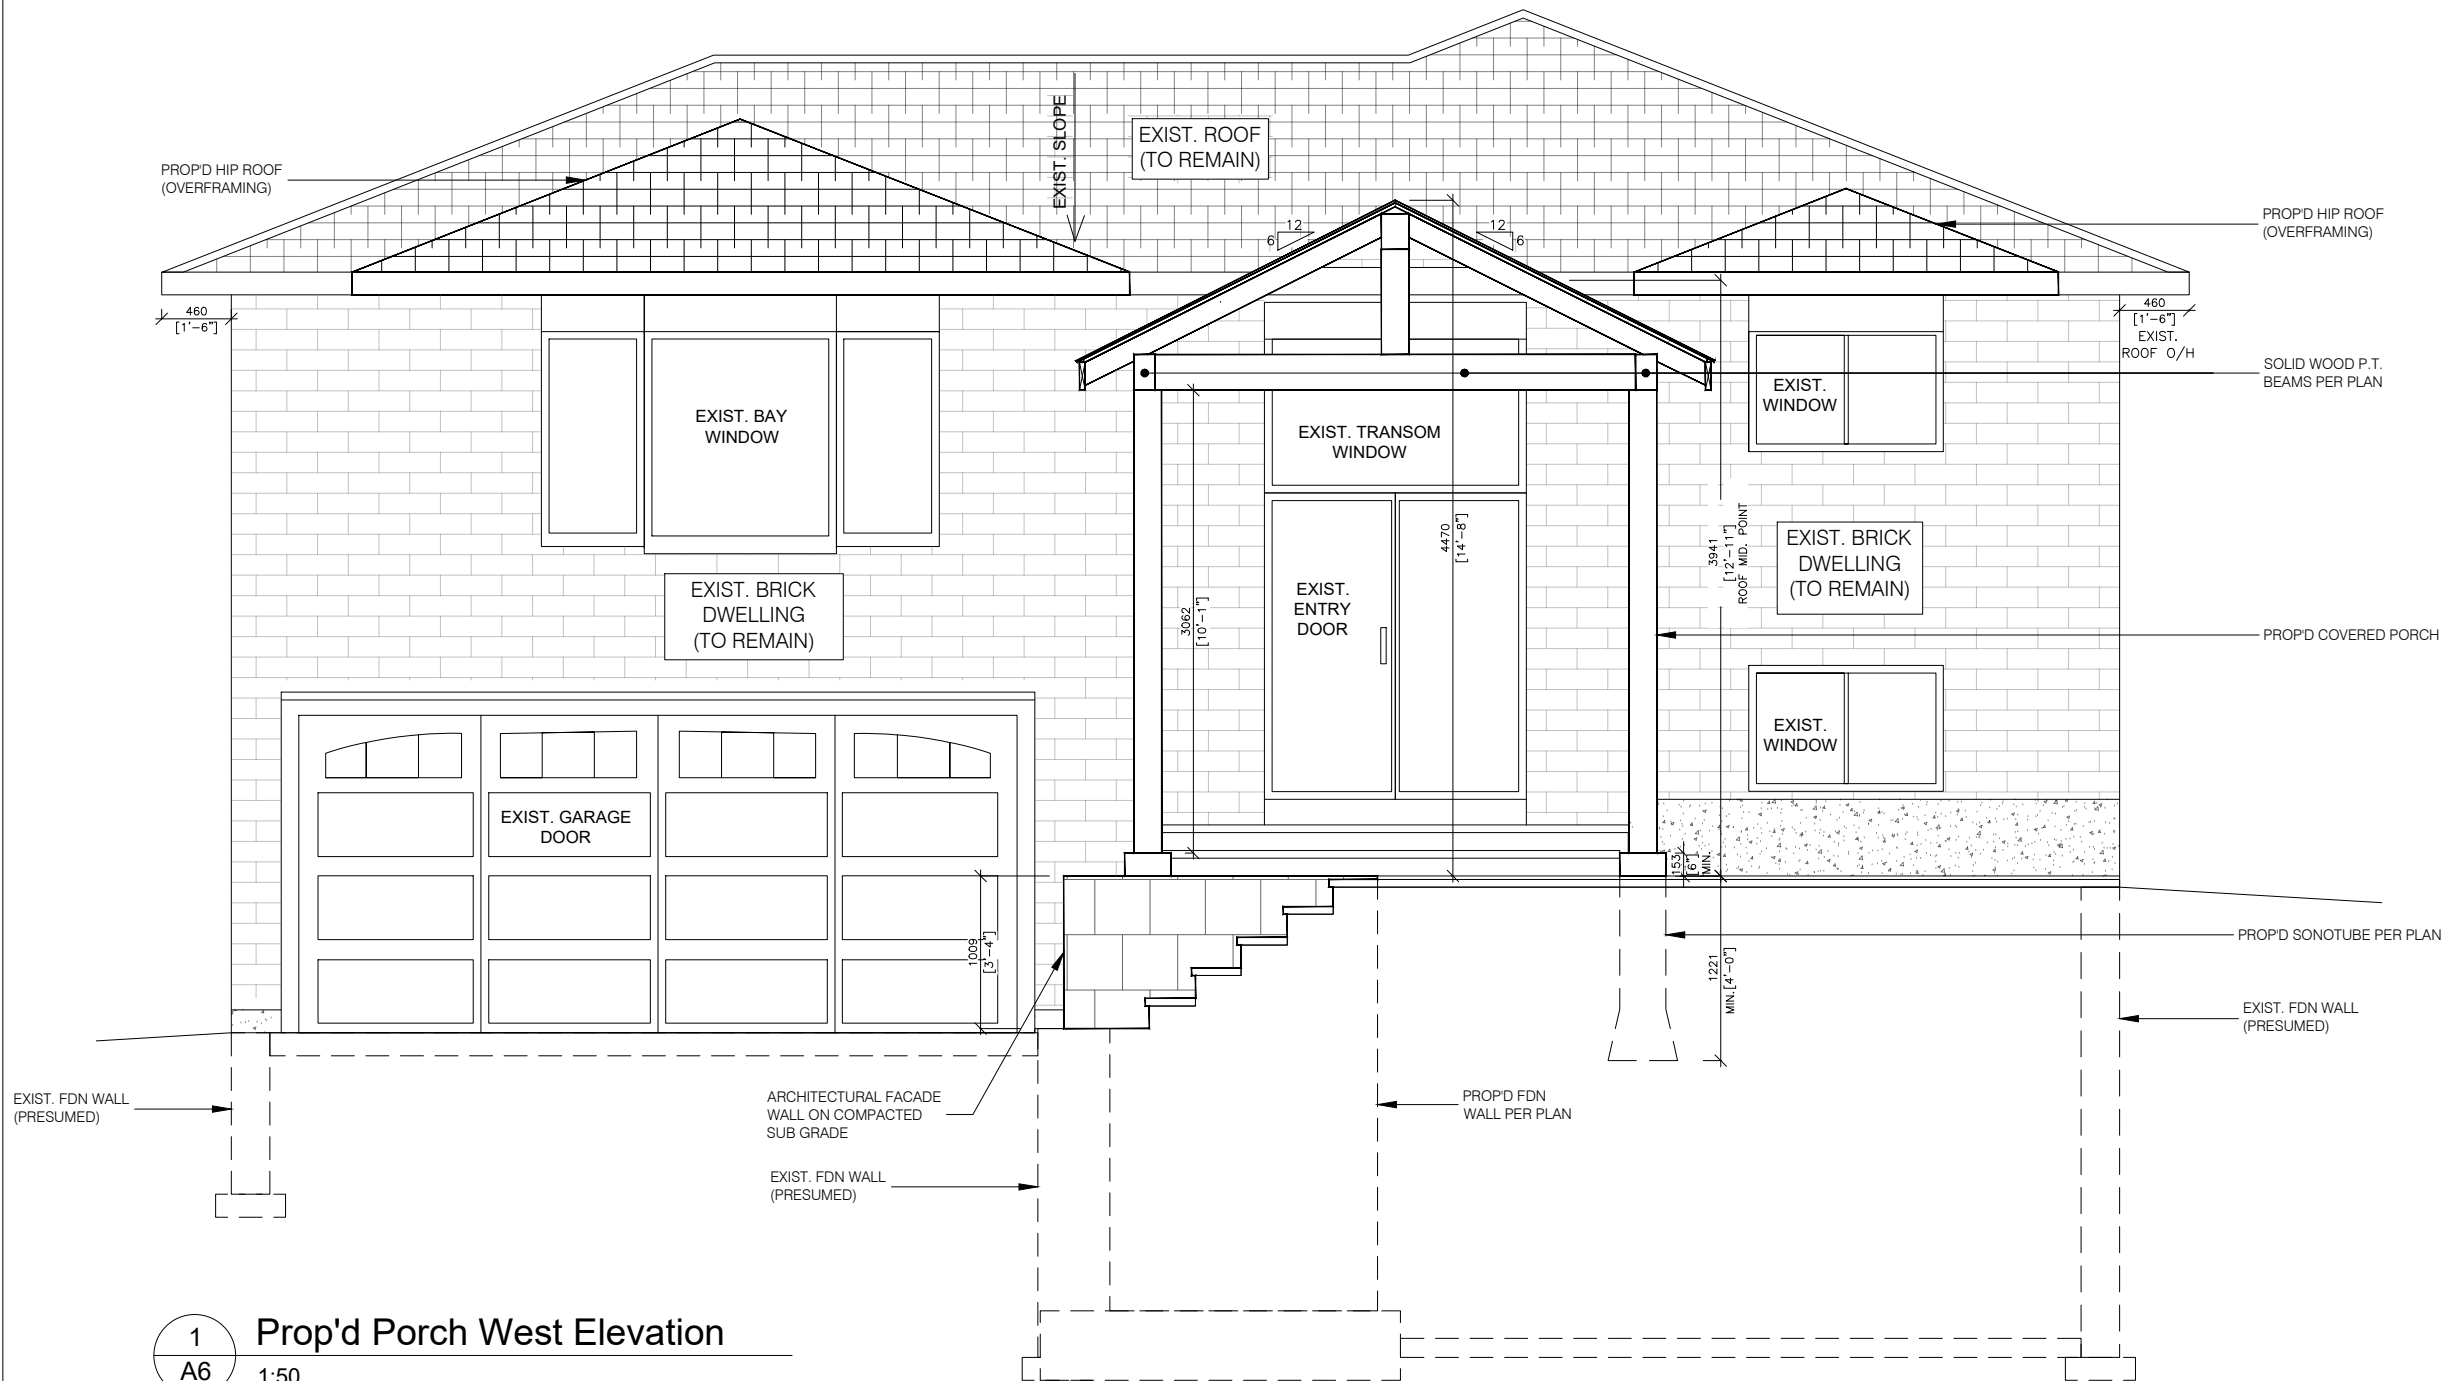 EXIST. SLOPE
EXIST. ROOF
(TO REMAIN)
PROP'D HIP ROOF
(OVERFRAMING)
12
6
12
6
PROP'D HIP ROOF
(OVERFRAMING)
460
[1'-6"]
460
[1'-6"]
EXIST.
ROOF O/H
SOLID WOOD P.T.
BEAMS PER PLAN
EXIST. BAY
WINDOW
EXIST. TRANSOM
WINDOW
EXIST.
WINDOW
4470
[14'-8"]
3941
[12'-11"]
ROOF MID. POINT
EXIST. BRICK
DWELLING
(TO REMAIN)
EXIST. BRICK
DWELLING
(TO REMAIN)
3062
[10'-1"]
EXIST.
ENTRY
DOOR
PROP'D COVERED PORCH
EXIST.
WINDOW
EXIST. GARAGE
DOOR
153
[6"]
MIN.
1009
[3'-4"]
PROP'D SONOTUBE PER PLAN
1221
MIN.[4'-0"]
EXIST. FDN WALL
(PRESUMED)
EXIST. FDN WALL
(PRESUMED)
ARCHITECTURAL FACADE
WALL ON COMPACTED
SUB GRADE
PROP'D FDN
WALL PER PLAN
EXIST. FDN WALL
(PRESUMED)
1
A6
Prop'd Porch West Elevation
1:50